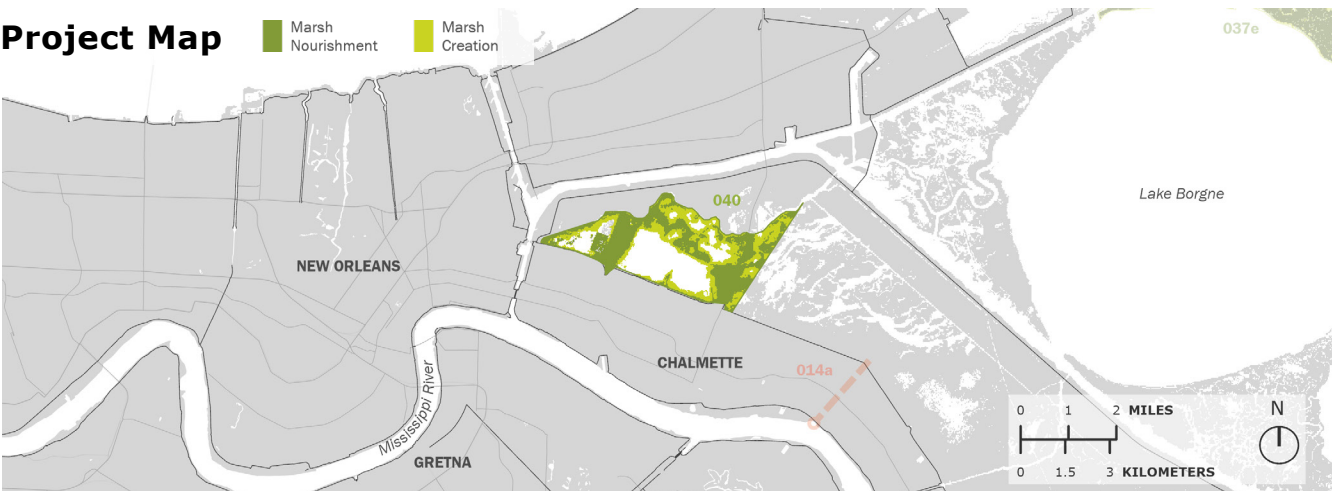 Project Map
Marsh
Nourishment
Marsh
Creation
037e
040
Lake Borgne
NEW ORLEANS
CHALMETTE
014a
Mississippi River
GRETNA
0 1 2 MILES
0 1.5 3 KILOMETERS
N